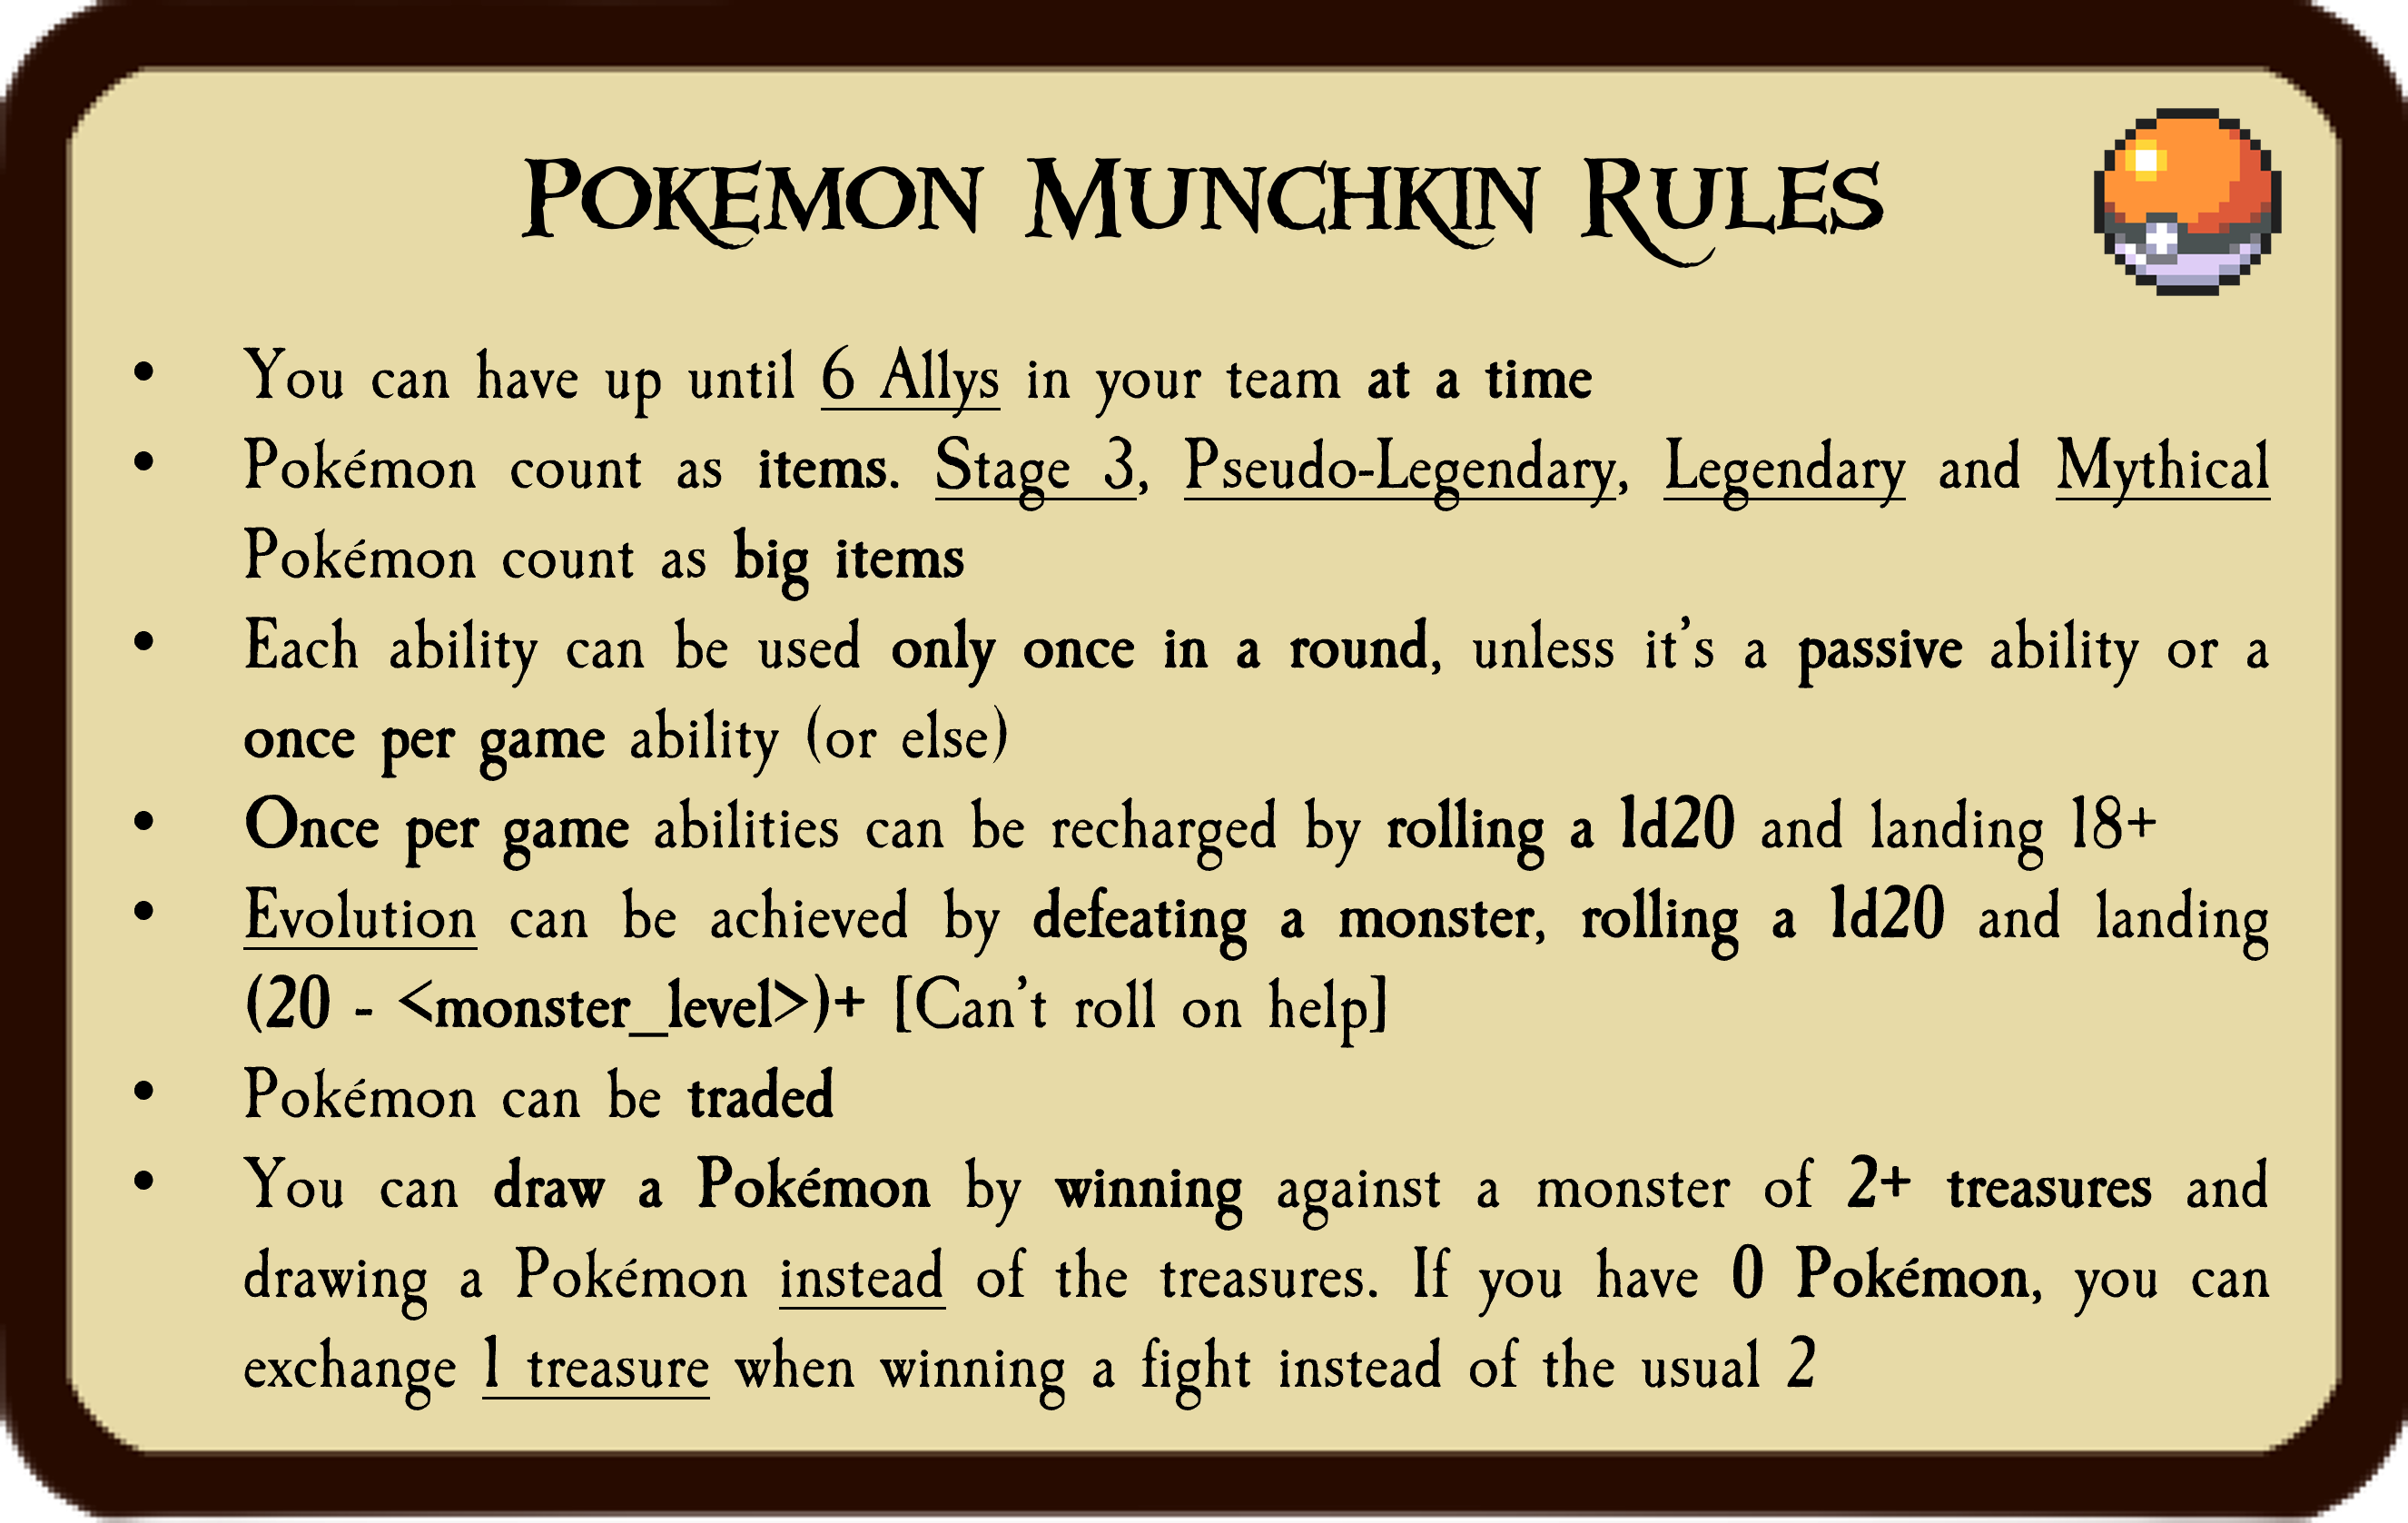 Pokemon Munchkin Rules
• You can have up until 6 Allys in your team at a time
• Pokémon count as items. Stage 3, Pseudo-Legendary, Legendary and Mythical
Pokémon count as big items
• Each ability can be used only once in a round, unless it's a passive ability or a
once per game ability (or else)
• Once per game abilities can be recharged by rolling a 1d20 and landing 18+
• Evolution can be achieved by defeating a monster, rolling a 1d20 and landing
(20 - <monster_level>)+ [Can't roll on help]
• Pokémon can be traded
• You can draw a Pokémon by winning against a monster of 2+ treasures and
drawing a Pokémon instead of the treasures. If you have 0 Pokémon, you can
exchange 1 treasure when winning a fight instead of the usual 2